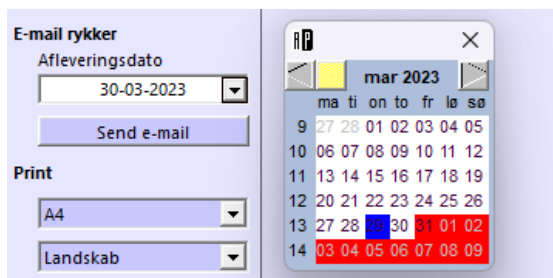 E-mail rykker
Afleveringsdato
30-03-2023
Send e-mail
Print
A4
Landskab
mar 2023
ma ti on to fr lø sø
9 27 28 01 02 03 04 05
10 06 07 08 09 10 11 12
11 13 14 15 16 17 18 19
12 20 21 22 23 24 25 26
13 27 28 29 30 31 01 02
14 03 04 05 06 07 08 09